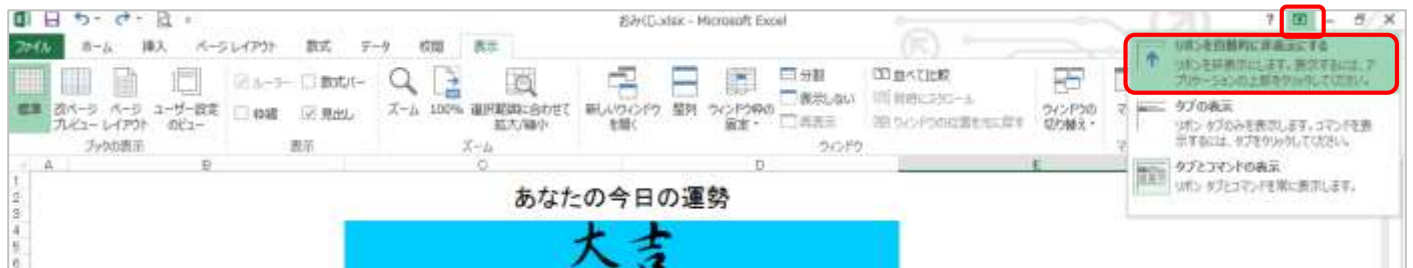 おみくじ.xlsx - Microsoft Excel
?
ファイル ホーム 挿入 ページレイアウト 数式 データ 校閲 表示
標準 改ページ プレビュー ページ レイアウト ユーザー設定 のビュー
ブックの表示
ルーラー 数式バー
枠線 見出し
表示
ズーム 100% 選択範囲に合わせて 拡大/縮小
ズーム
新しいウィンドウ を開く 整列 ウィンドウ枠の 固定
分割
表示しない
再表示
並べて比較
同時にスクロール
ウィンドウの位置を元に戻す
ウィンドウの 切り替え
ウィンドウ
マ
リボンを自動的に非表示にする
リボンを非表示にします。表示するには、ア
プリケーションの上部をクリックしてください。
タブの表示
リボン タブのみを表示します。コマンドを表
示するには、タブをクリックしてください。
タブとコマンドの表示
リボン タブとコマンドを常に表示します。
A B C D E
1
2
3
4
5
6
あなたの今日の運勢
大吉